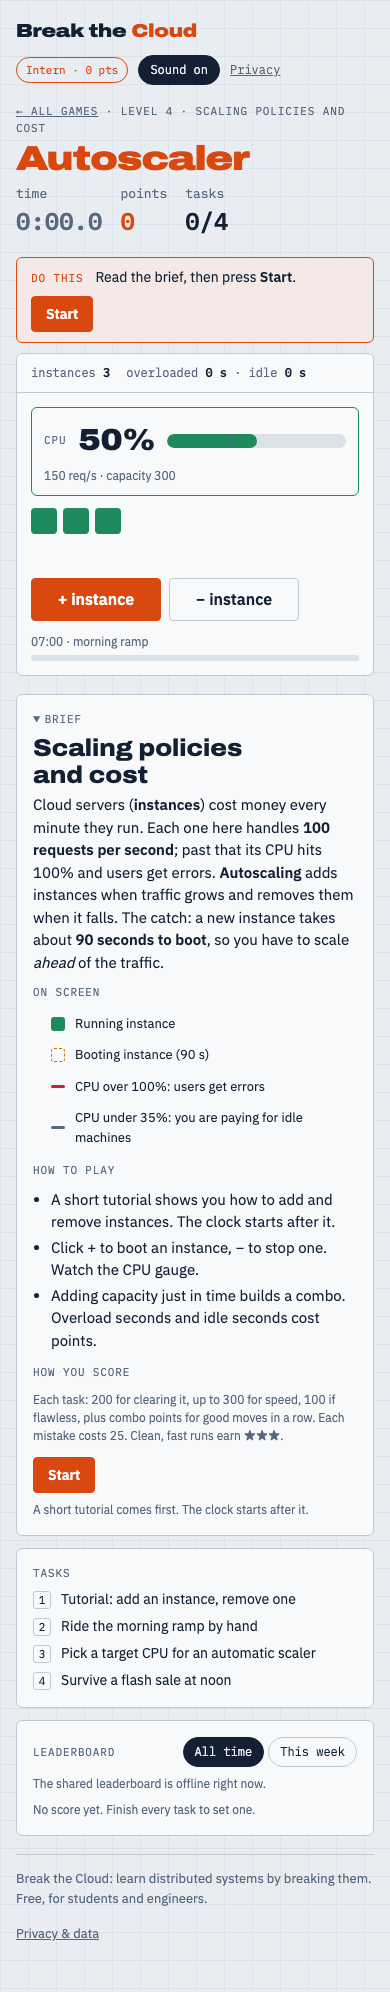 Break the Cloud
Intern · 0 pts
Sound on
Privacy
← ALL GAMES · LEVEL 4 · SCALING POLICIES AND
COST
Autoscaler
time points tasks
0:00.0 0 0/4
DO THIS Read the brief, then press Start.
Start
instances 3 overloaded 0 s · idle 0 s
CPU 50%
150 req/s · capacity 300
+ instance
− instance
07:00 · morning ramp
▼ BRIEF
Scaling policies
and cost
Cloud servers (instances) cost money every
minute they run. Each one here handles 100
requests per second; past that its CPU hits
100% and users get errors. Autoscaling adds
instances when traffic grows and removes them
when it falls. The catch: a new instance takes
about 90 seconds to boot, so you have to scale
ahead of the traffic.
ON SCREEN
Running instance
Booting instance (90 s)
CPU over 100%: users get errors
CPU under 35%: you are paying for idle
machines
HOW TO PLAY
• A short tutorial shows you how to add and
remove instances. The clock starts after it.
• Click + to boot an instance, − to stop one.
Watch the CPU gauge.
• Adding capacity just in time builds a combo.
Overload seconds and idle seconds cost
points.
HOW YOU SCORE
Each task: 200 for clearing it, up to 300 for speed, 100 if
flawless, plus combo points for good moves in a row. Each
mistake costs 25. Clean, fast runs earn ★★★.
Start
A short tutorial comes first. The clock starts after it.
TASKS
1 Tutorial: add an instance, remove one
2 Ride the morning ramp by hand
3 Pick a target CPU for an automatic scaler
4 Survive a flash sale at noon
LEADERBOARD All time This week
The shared leaderboard is offline right now.
No score yet. Finish every task to set one.
Break the Cloud: learn distributed systems by breaking them.
Free, for students and engineers.
Privacy & data